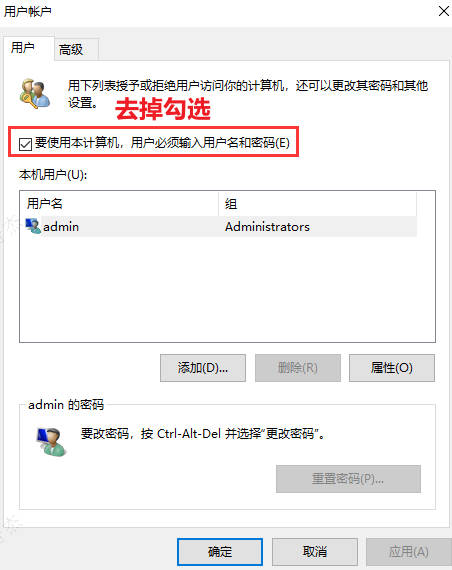 用户帐户
用户
高级
用下列表授予或拒绝用户访问你的计算机，还可以更改其密码和其他
设置。
去掉勾选
要使用本计算机，用户必须输入用户名和密码(E)
本机用户(U):
用户名 组
admin Administrators
添加(D)... 删除(R) 属性(O)
admin 的密码
要改密码，按 Ctrl-Alt-Del 并选择“更改密码”。
重置密码(P)...
确定 取消 应用(A)